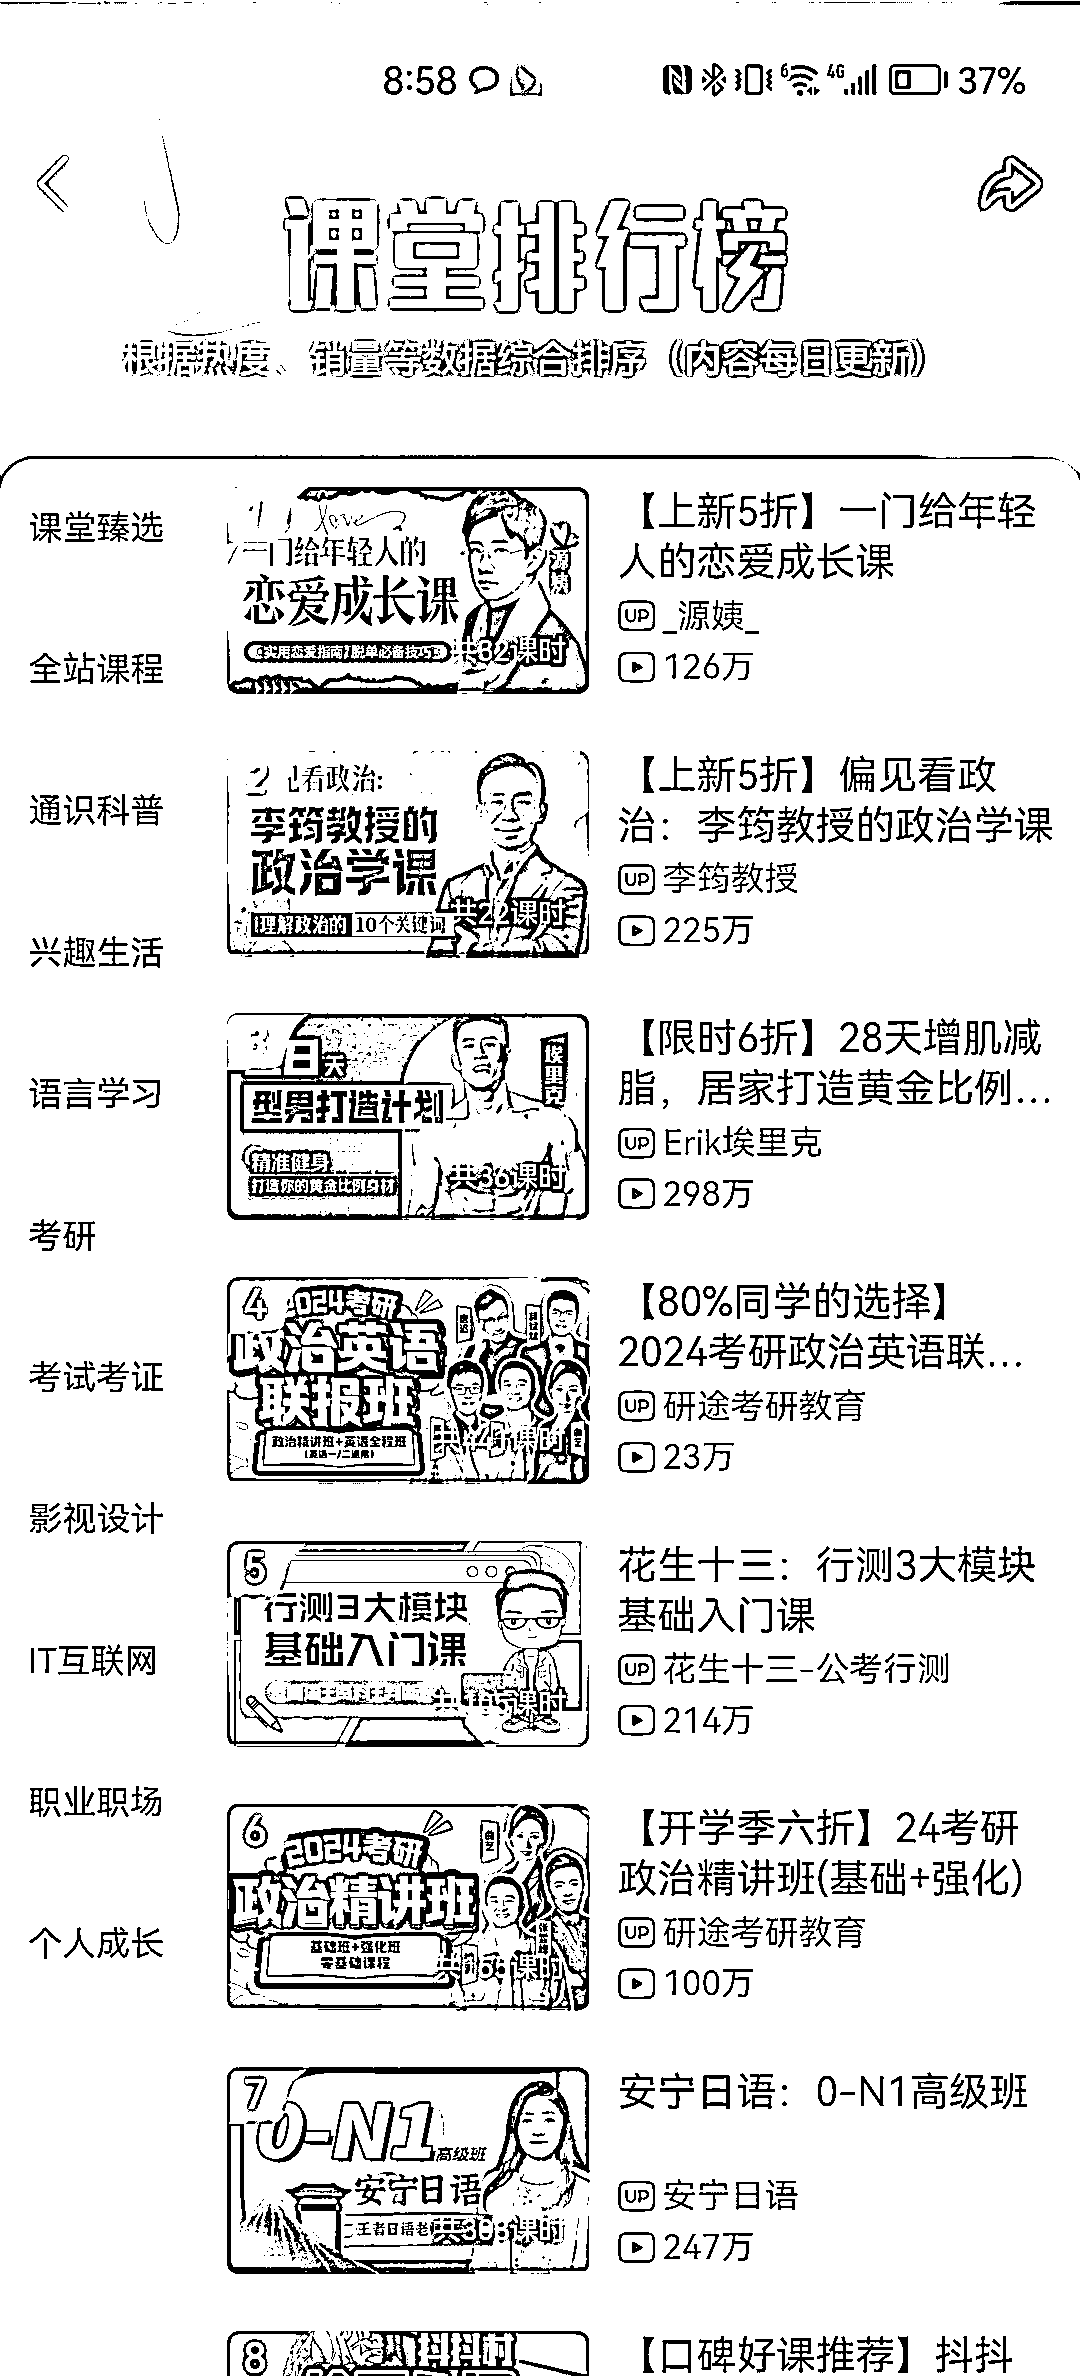 8:58
4G
37%
课堂排行榜
根据热度、销量等数据综合排序（内容每日更新）
课堂臻选
全站课程
通识科普
兴趣生活
语言学习
考研
考试考证
影视设计
IT互联网
职业职场
个人成长
love
一门给年轻人的
恋爱成长课
实用恋爱指南 脱单必备技巧
共32课时
【上新5折】一门给年轻
人的恋爱成长课
UP _源姨_
126万
2
见看政治:
李筠教授的
政治学课
理解政治的 10个关键词
共22课时
【上新5折】偏见看政
治：李筠教授的政治学课
UP 李筠教授
225万
天
埃里克
型男打造计划
精准健身
打造你的黄金比例身材
共36课时
【限时6折】28天增肌减
脂，居家打造黄金比例...
UP Erik埃里克
298万
4
2024考研
政治英语
联报班
政治精讲班+英语全程班
【80%同学的选择】
2024考研政治英语联...
UP 研途考研教育
23万
5
行测3大模块
基础入门课
共165课时
花生十三：行测3大模块
基础入门课
UP 花生十三-公考行测
214万
6
2024考研
政治精讲班
基础班+强化班
零基础课程
【开学季六折】24考研
政治精讲班(基础+强化)
UP 研途考研教育
100万
7
0-N1
高级班
安宁日语
王者日语老
安宁日语：0-N1高级班
UP 安宁日语
247万
8
【口碑好课推荐】抖抖